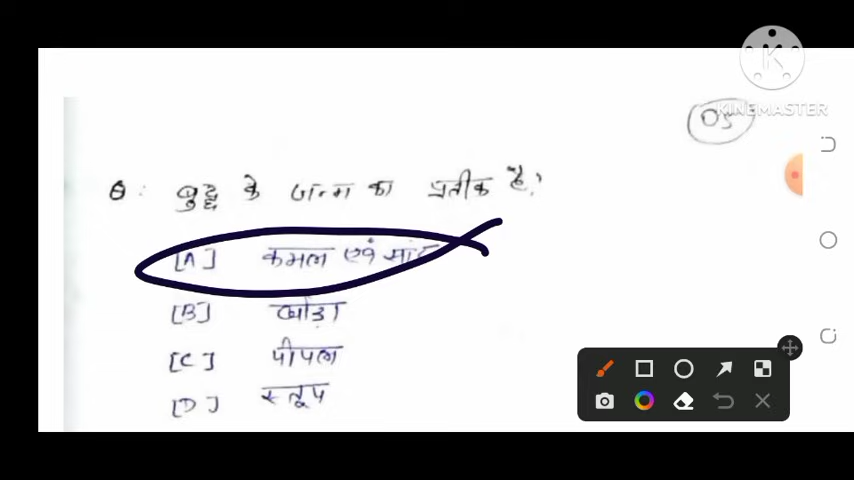 KINEMASTER
05
Q: बुद्ध के जन्म का प्रतीक है?
[A] कमल एवं सांड
[B] घोडा
[C] पीपल
[D] स्तूप